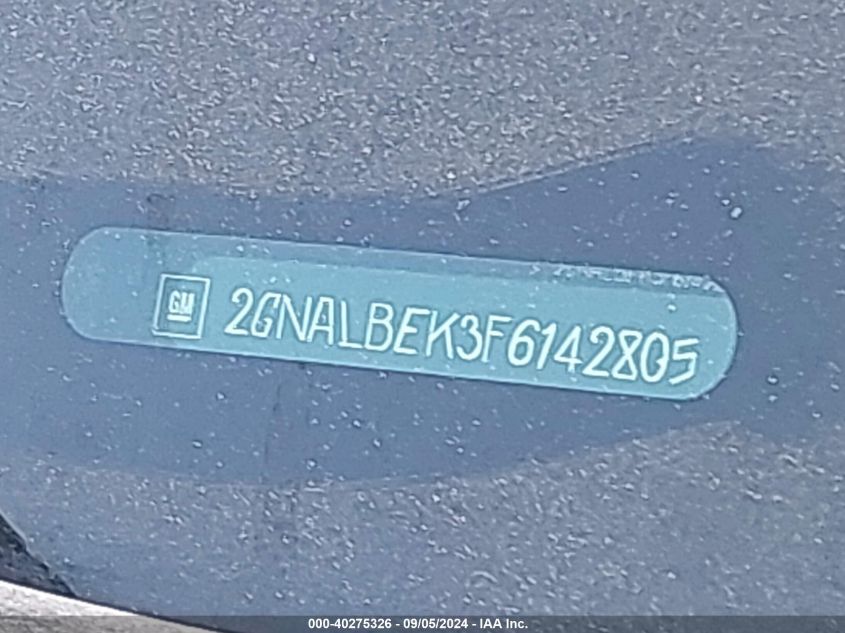 GM 2GNALBEK3F6142805
000-40275326 - 09/05/2024 - IAA Inc.